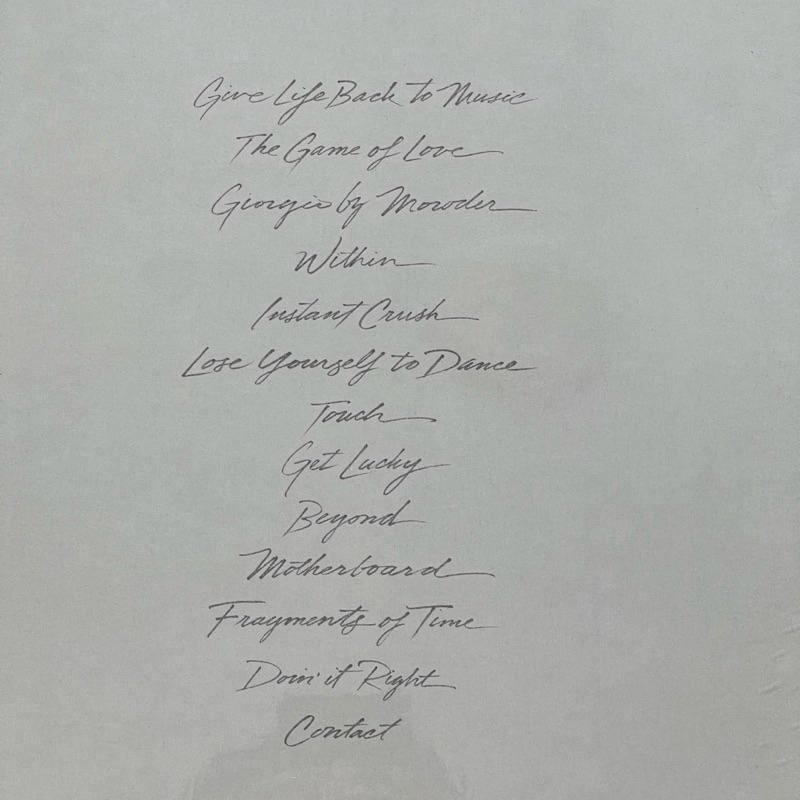 Give Life Back to Music
The Game of Love
Giorgio by Moroder
Within
Instant Crush
Lose Yourself to Dance
Touch
Get Lucky
Beyond
Motherboard
Fragments of Time
Doin' it Right
Contact